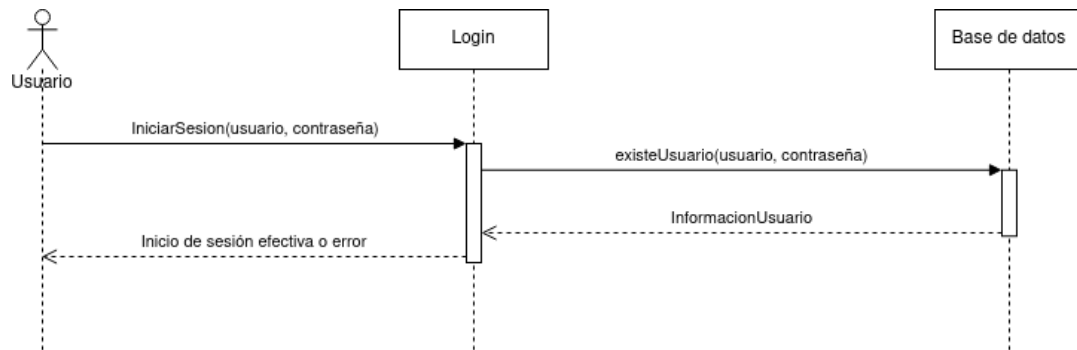 Login
Base de datos
Usuario
IniciarSesion(usuario, contraseña)
existeUsuario(usuario, contraseña)
InformacionUsuario
Inicio de sesión efectiva o error